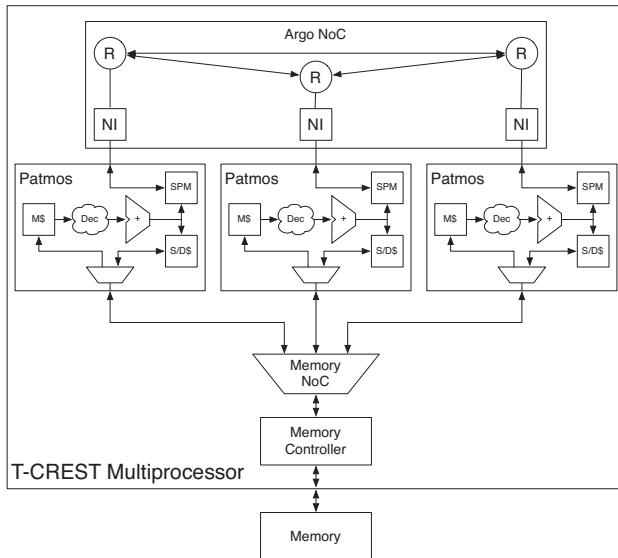 Argo NoC
R
R
R
NI
NI
NI
Patmos
SPM
M$
Dec
+
S/D$
Patmos
SPM
M$
Dec
+
S/D$
Patmos
SPM
M$
Dec
+
S/D$
Memory
NoC
Memory
Controller
T-CREST Multiprocessor
Memory